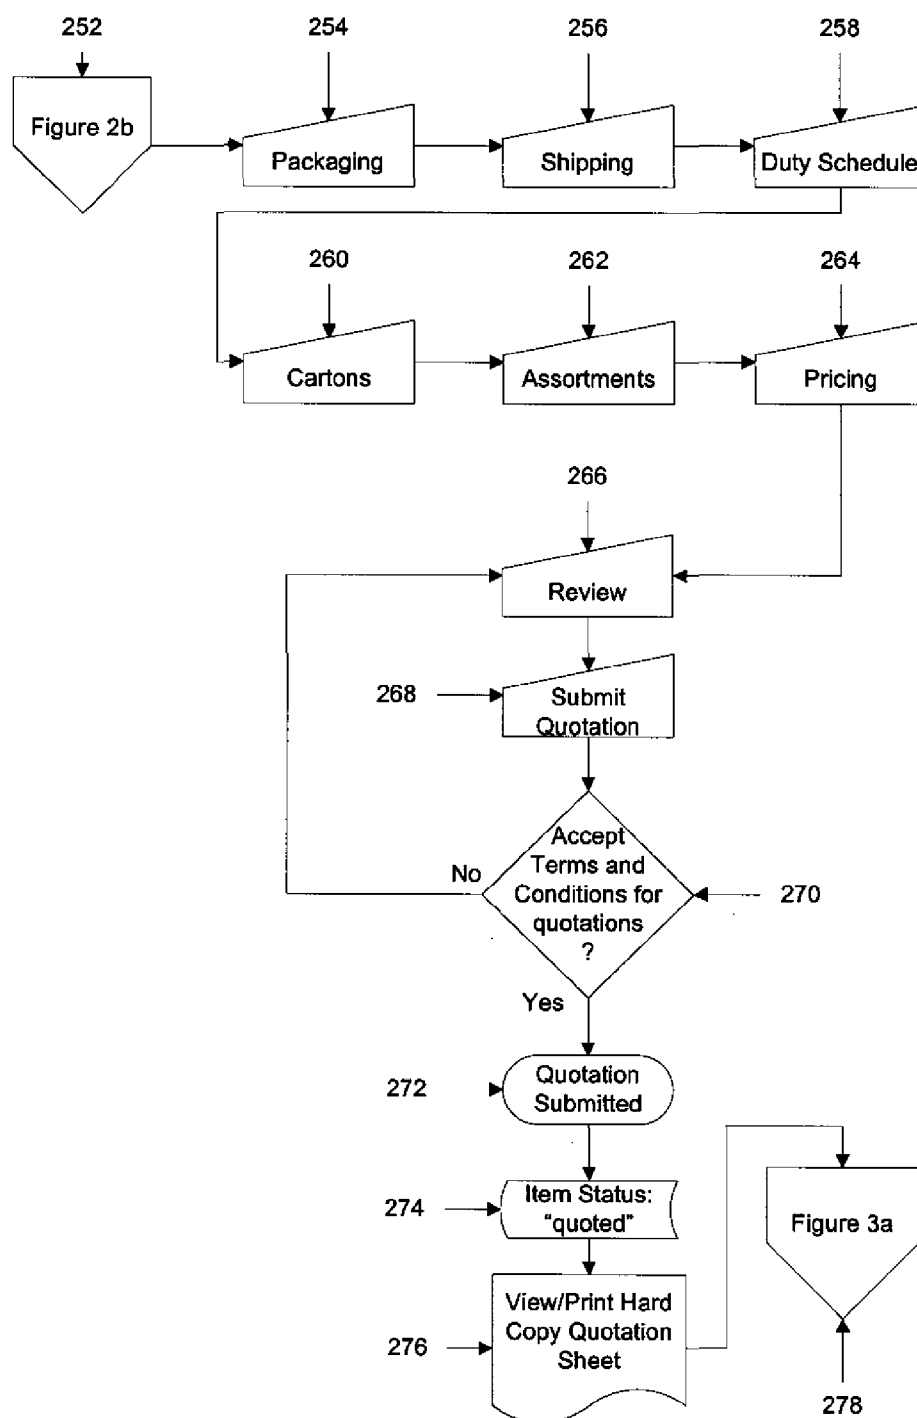 252
254
256
258
Figure 2b
Packaging
Shipping
Duty Schedule
260
262
264
Cartons
Assortments
Pricing
266
Review
268
Submit
Quotation
Accept
Terms and
Conditions for
quotations
?
No
270
Yes
272
Quotation
Submitted
274
Item Status:
“quoted”
Figure 3a
276
View/Print Hard
Copy Quotation
Sheet
278